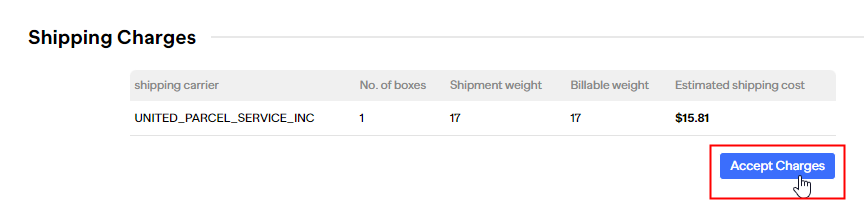 Shipping Charges
shipping carrier No. of boxes Shipment weight Billable weight Estimated shipping cost
UNITED_PARCEL_SERVICE_INC 1 17 17 $15.81
Accept Charges